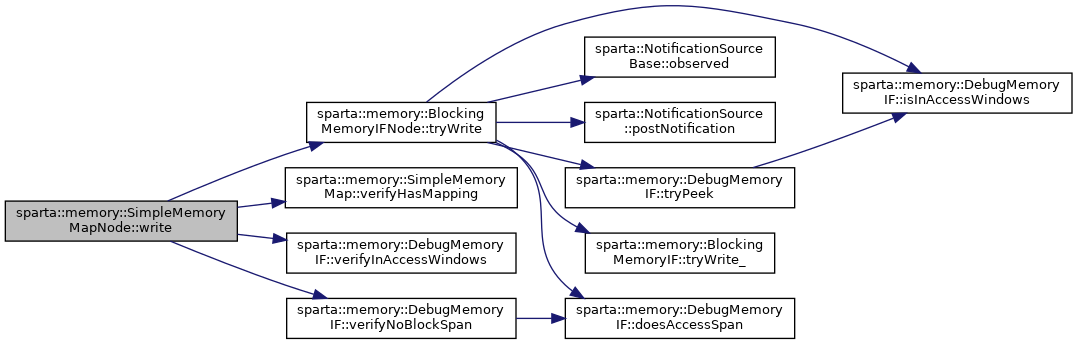 sparta::memory::SimpleMemory
MapNode::write
sparta::memory::Blocking
MemoryIFNode::tryWrite
sparta::memory::SimpleMemory
Map::verifyHasMapping
sparta::memory::DebugMemory
IF::verifyInAccessWindows
sparta::memory::DebugMemory
IF::verifyNoBlockSpan
sparta::NotificationSource
Base::observed
sparta::NotificationSource
::postNotification
sparta::memory::DebugMemory
IF::tryPeek
sparta::memory::Blocking
MemoryIF::tryWrite_
sparta::memory::DebugMemory
IF::doesAccessSpan
sparta::memory::DebugMemory
IF::isInAccessWindows